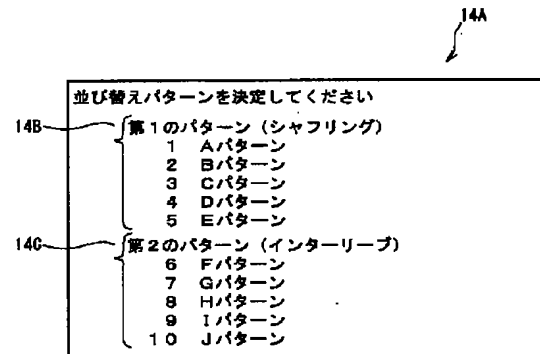 14A
並び替えパターンを決定してください
14B 第1のパターン（シャフリング）
1 Aパターン
2 Bパターン
3 Cパターン
4 Dパターン
5 Eパターン
14C 第2のパターン（インターリーブ）
6 Fパターン
7 Gパターン
8 Hパターン
9 Iパターン
10 Jパターン